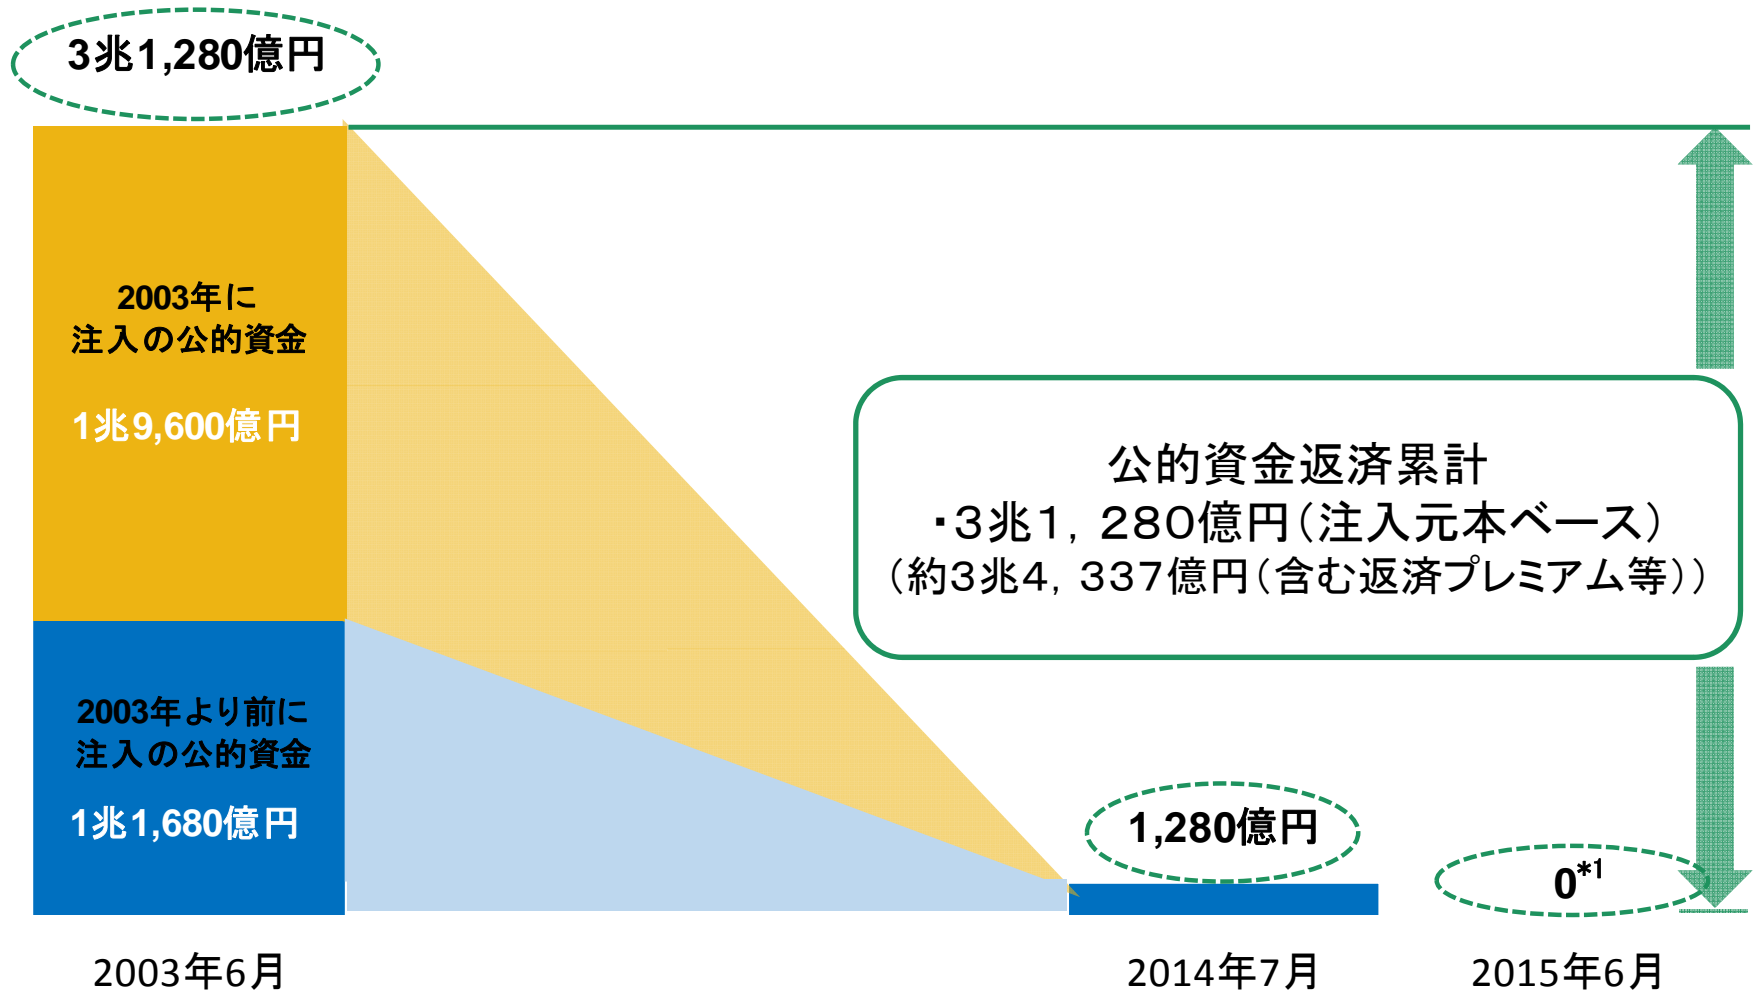 3兆1,280億円
2003年に
注入の公的資金
1兆9,600億円
2003年より前に
注入の公的資金
1兆1,680億円
公的資金返済累計
・3兆1,280億円(注入元本ベース)
(約3兆4,337億円(含む返済プレミアム等))
1,280億円
0*1
2003年6月
2014年7月
2015年6月